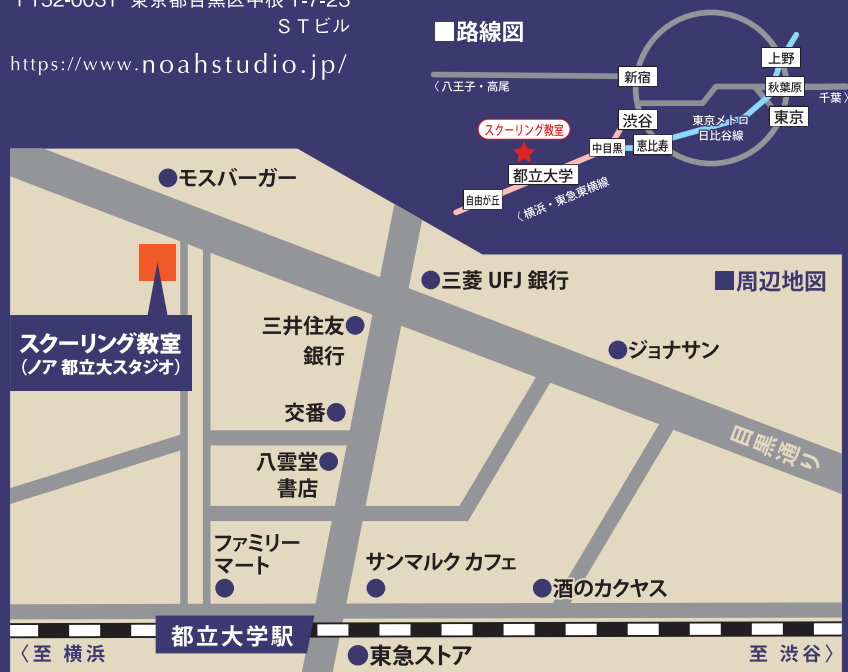 〒152-0031 東京都目黒区中根 1-7-23
ＳＴビル
https://www.noahstudio.jp/
■路線図
上野
新宿
〈八王子・高尾
秋葉原
千葉〉
渋谷
東京メトロ
日比谷線
東京
スクーリング教室
中目黒
恵比寿
都立大学
自由が丘
〈横浜・東急東横線
モスバーガー
三菱 UFJ 銀行
■周辺地図
スクーリング教室
（ノア 都立大スタジオ）
三井住友
銀行
ジョナサン
交番
目黒通り
八雲堂
書店
ファミリー
マート
サンマルク カフェ
酒のカクヤス
都立大学駅
〈至 横浜
至 渋谷〉
東急ストア